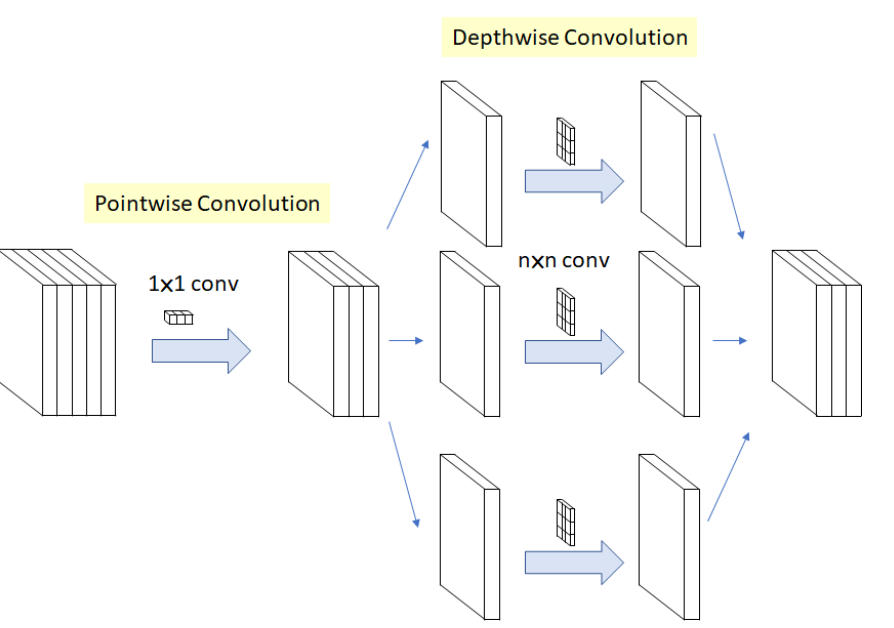 Depthwise Convolution
Pointwise Convolution
1x1 conv
nxn conv